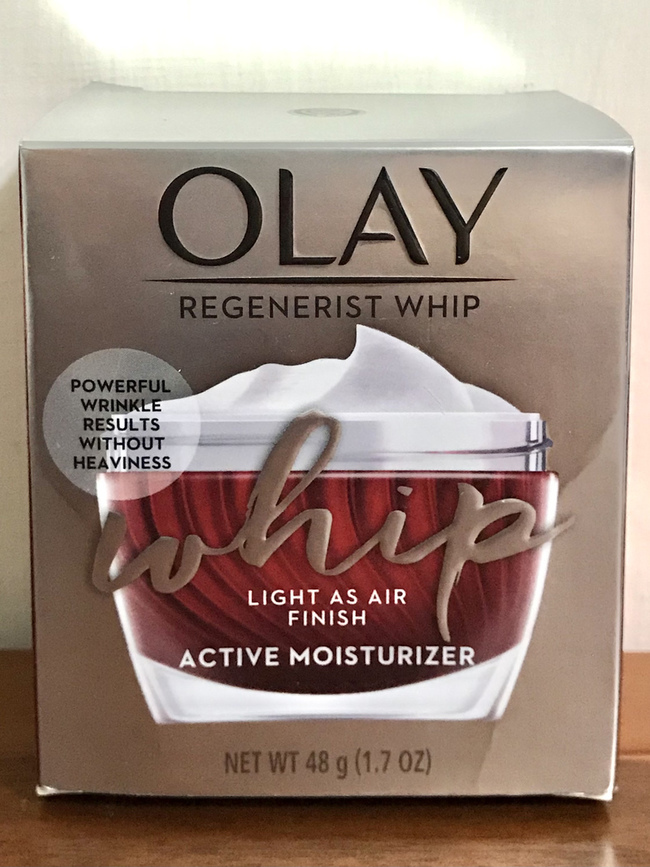 OLAY
REGENERIST WHIP
POWERFUL
WRINKLE
RESULTS
WITHOUT
HEAVINESS
whip
LIGHT AS AIR
FINISH
ACTIVE MOISTURIZER
NET WT 48 g (1.7 OZ)